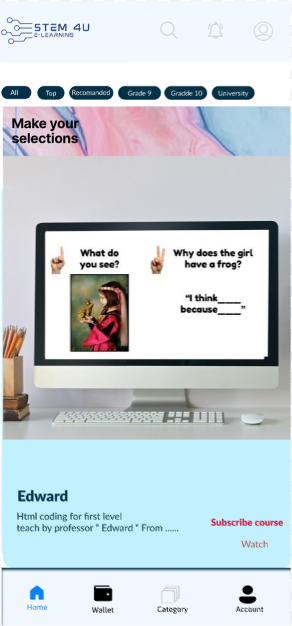 STEM 4U
E-LEARNING
All Top Recomanded Grade 9 Gradde 10 University
Make your
selections
What do
you see?
Why does the girl
have a frog?
"I think____
because____"
Edward
Html coding for first level
teach by professor " Edward " From ......
Subscribe course
Watch
Home Wallet Category Account